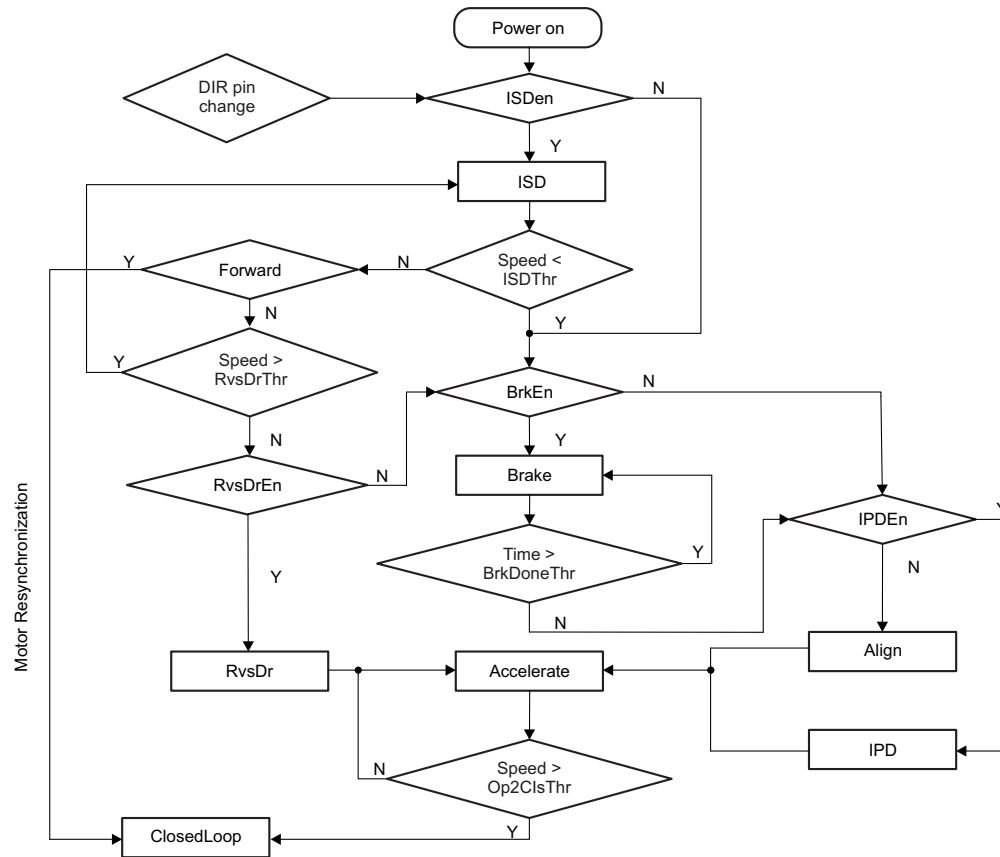 Power on
DIR pin
change
ISDen
N
Y
ISD
Y
Forward
N
Speed <
ISDThr
N
Y
Y
Speed >
RvsDrThr
BrkEn
N
N
Y
RvsDrEn
N
Brake
IPDEn
Y
Time >
BrkDoneThr
Y
N
Y
N
Motor Resynchronization
Align
RvsDr
Accelerate
IPD
N
Speed >
Op2ClsThr
Y
ClosedLoop